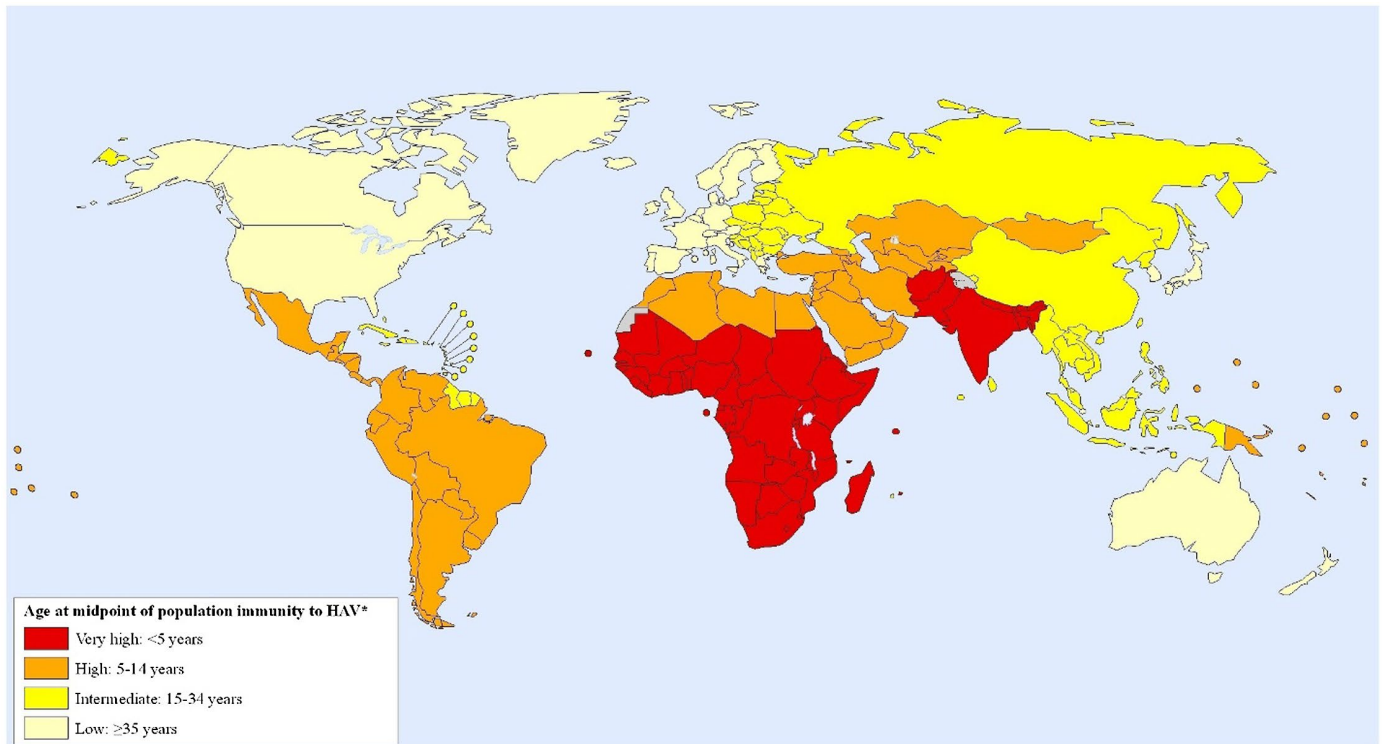 Age at midpoint of population immunity to HAV*
Very high: <5 years
High: 5-14 years
Intermediate: 15-34 years
Low: ≥35 years